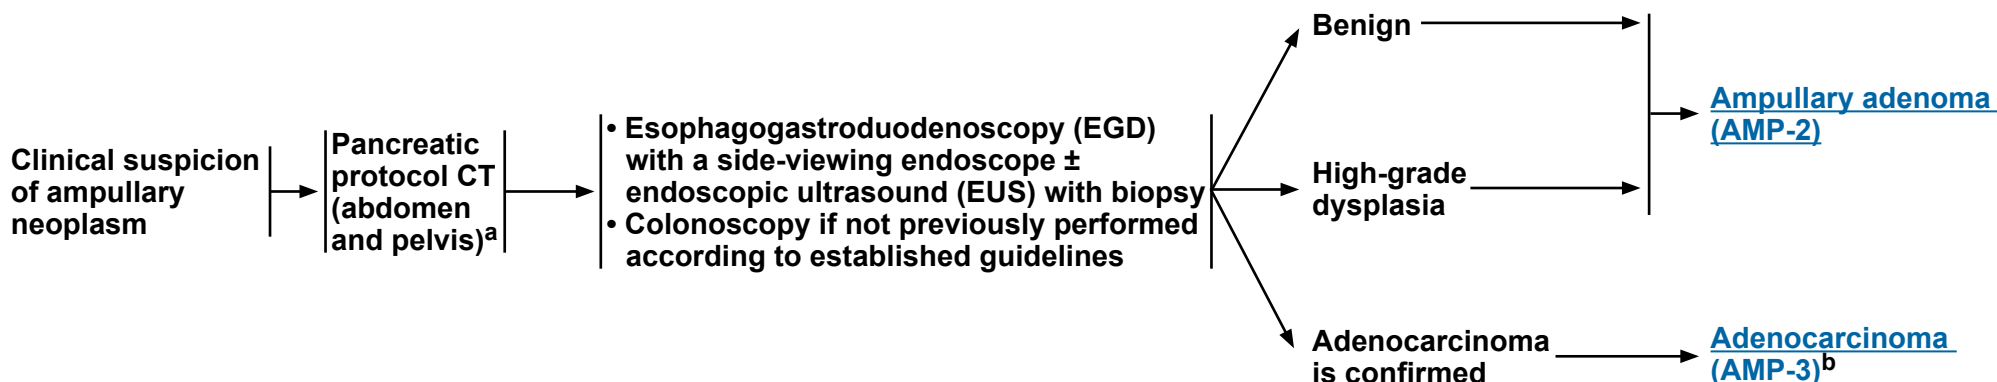 Clinical suspicion
of ampullary
neoplasm
Pancreatic
protocol CT
(abdomen
and pelvis)a
• Esophagogastroduodenoscopy (EGD)
with a side-viewing endoscope ±
endoscopic ultrasound (EUS) with biopsy
• Colonoscopy if not previously performed
according to established guidelines
Benign
High-grade
dysplasia
Adenocarcinoma
is confirmed
Ampullary adenoma
(AMP-2)
Adenocarcinoma
(AMP-3)b